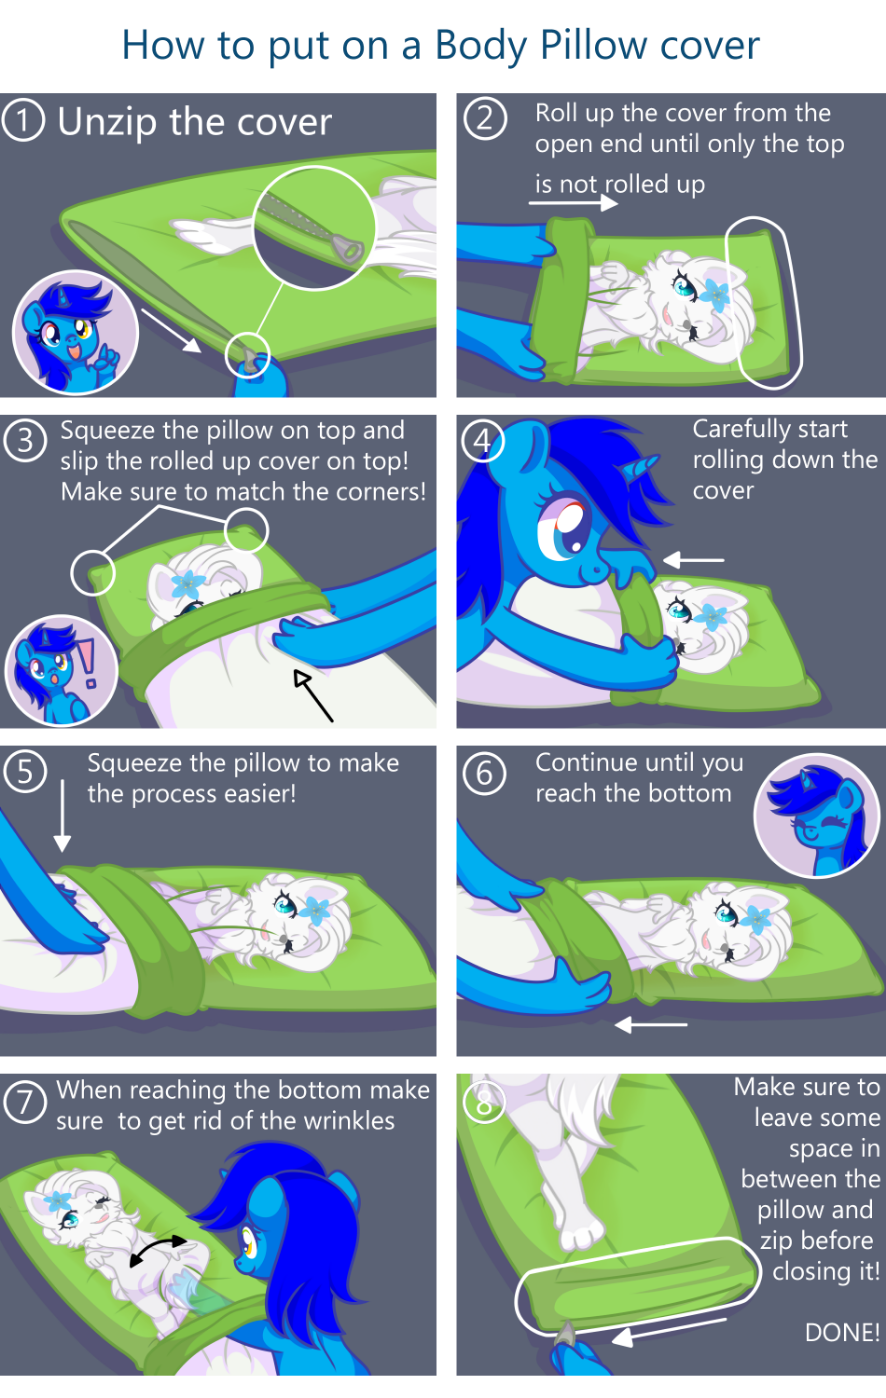 How to put on a Body Pillow cover
1 Unzip the cover
2 Roll up the cover from the
open end until only the top
is not rolled up
3 Squeeze the pillow on top and
slip the rolled up cover on top!
Make sure to match the corners!
!
4 Carefully start
rolling down the
cover
5 Squeeze the pillow to make
the process easier!
6 Continue until you
reach the bottom
7 When reaching the bottom make
sure to get rid of the wrinkles
8 Make sure to
leave some
space in
between the
pillow and
zip before
closing it!
DONE!